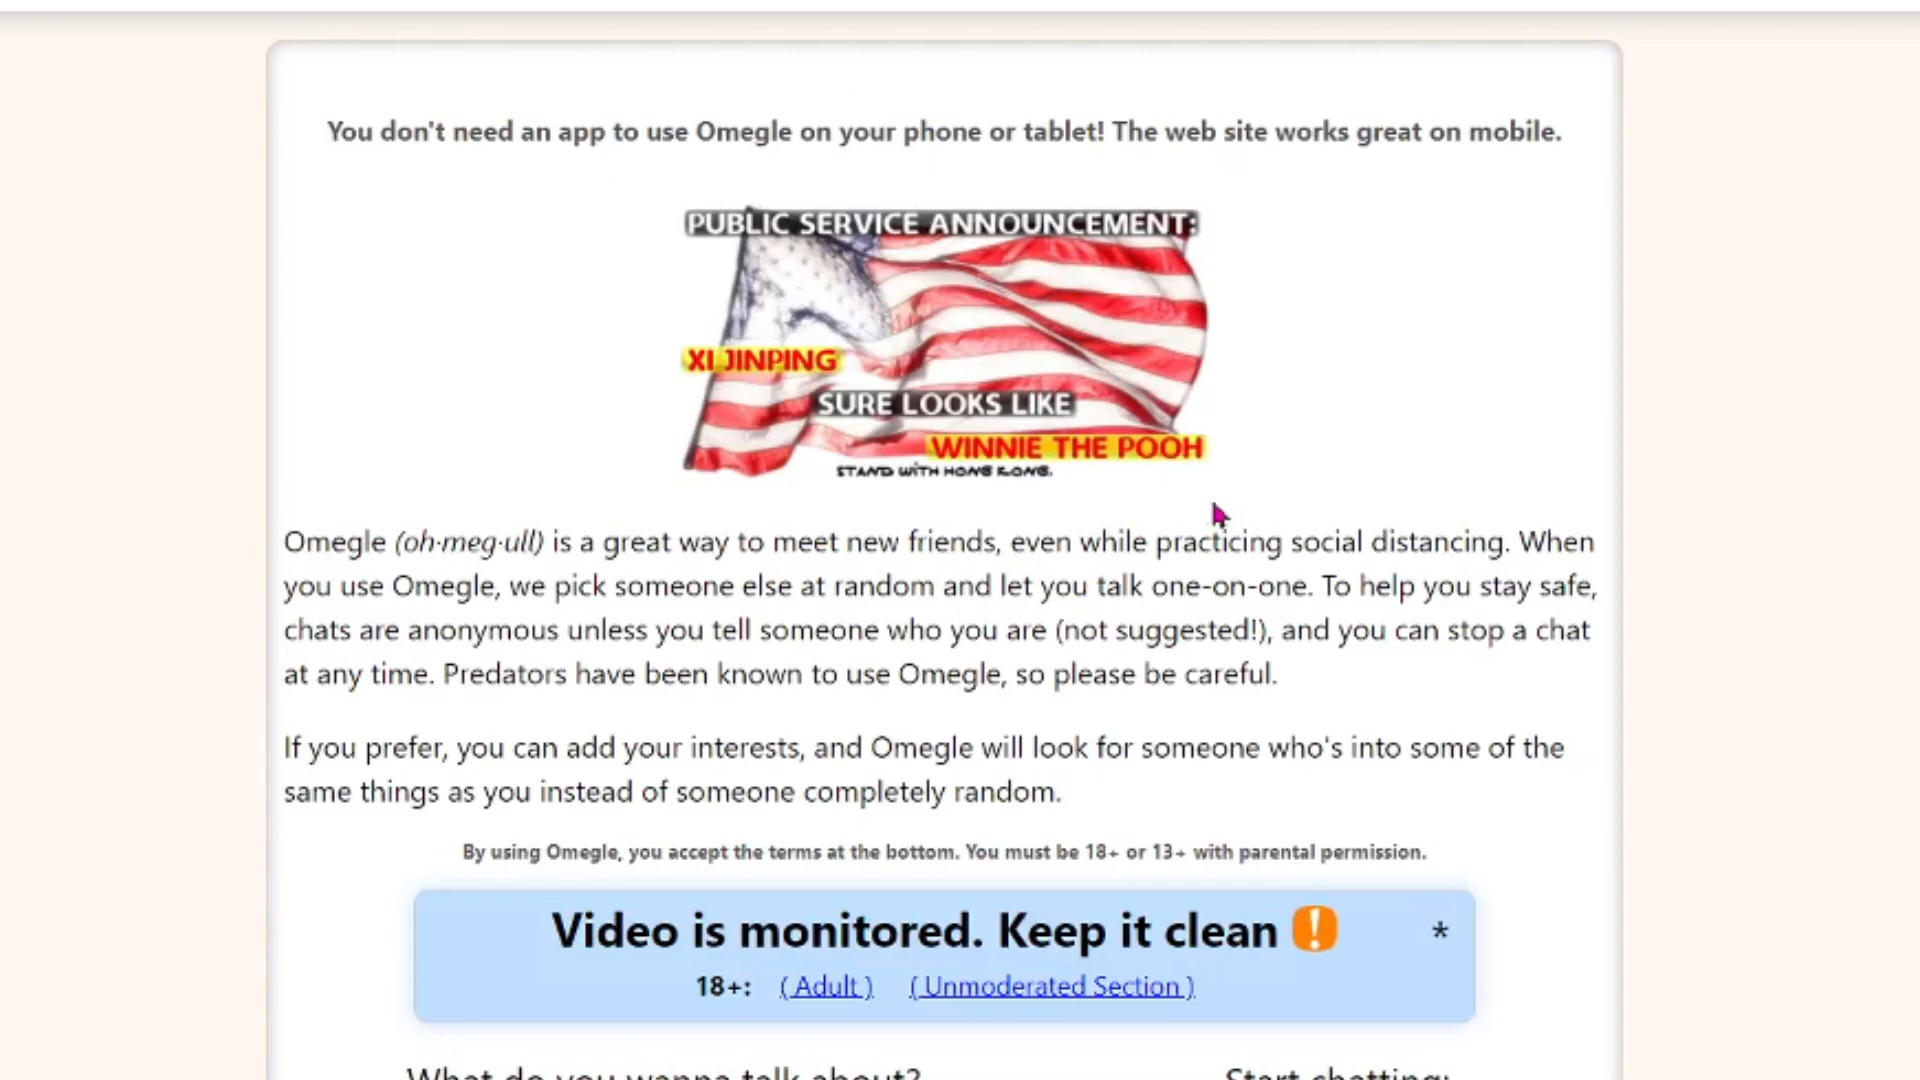 You don't need an app to use Omegle on your phone or tablet! The web site works great on mobile.
PUBLIC SERVICE ANNOUNCEMENT:
XI JINPING
SURE LOOKS LIKE
WINNIE THE POOH
STAND WITH HONG KONG.
Omegle (oh·meg·ull) is a great way to meet new friends, even while practicing social distancing. When
you use Omegle, we pick someone else at random and let you talk one-on-one. To help you stay safe,
chats are anonymous unless you tell someone who you are (not suggested!), and you can stop a chat
at any time. Predators have been known to use Omegle, so please be careful.
If you prefer, you can add your interests, and Omegle will look for someone who's into some of the
same things as you instead of someone completely random.
By using Omegle, you accept the terms at the bottom. You must be 18+ or 13+ with parental permission.
Video is monitored. Keep it clean ! *
18+: ( Adult ) ( Unmoderated Section )
What do you wanna talk about? Start chatting: